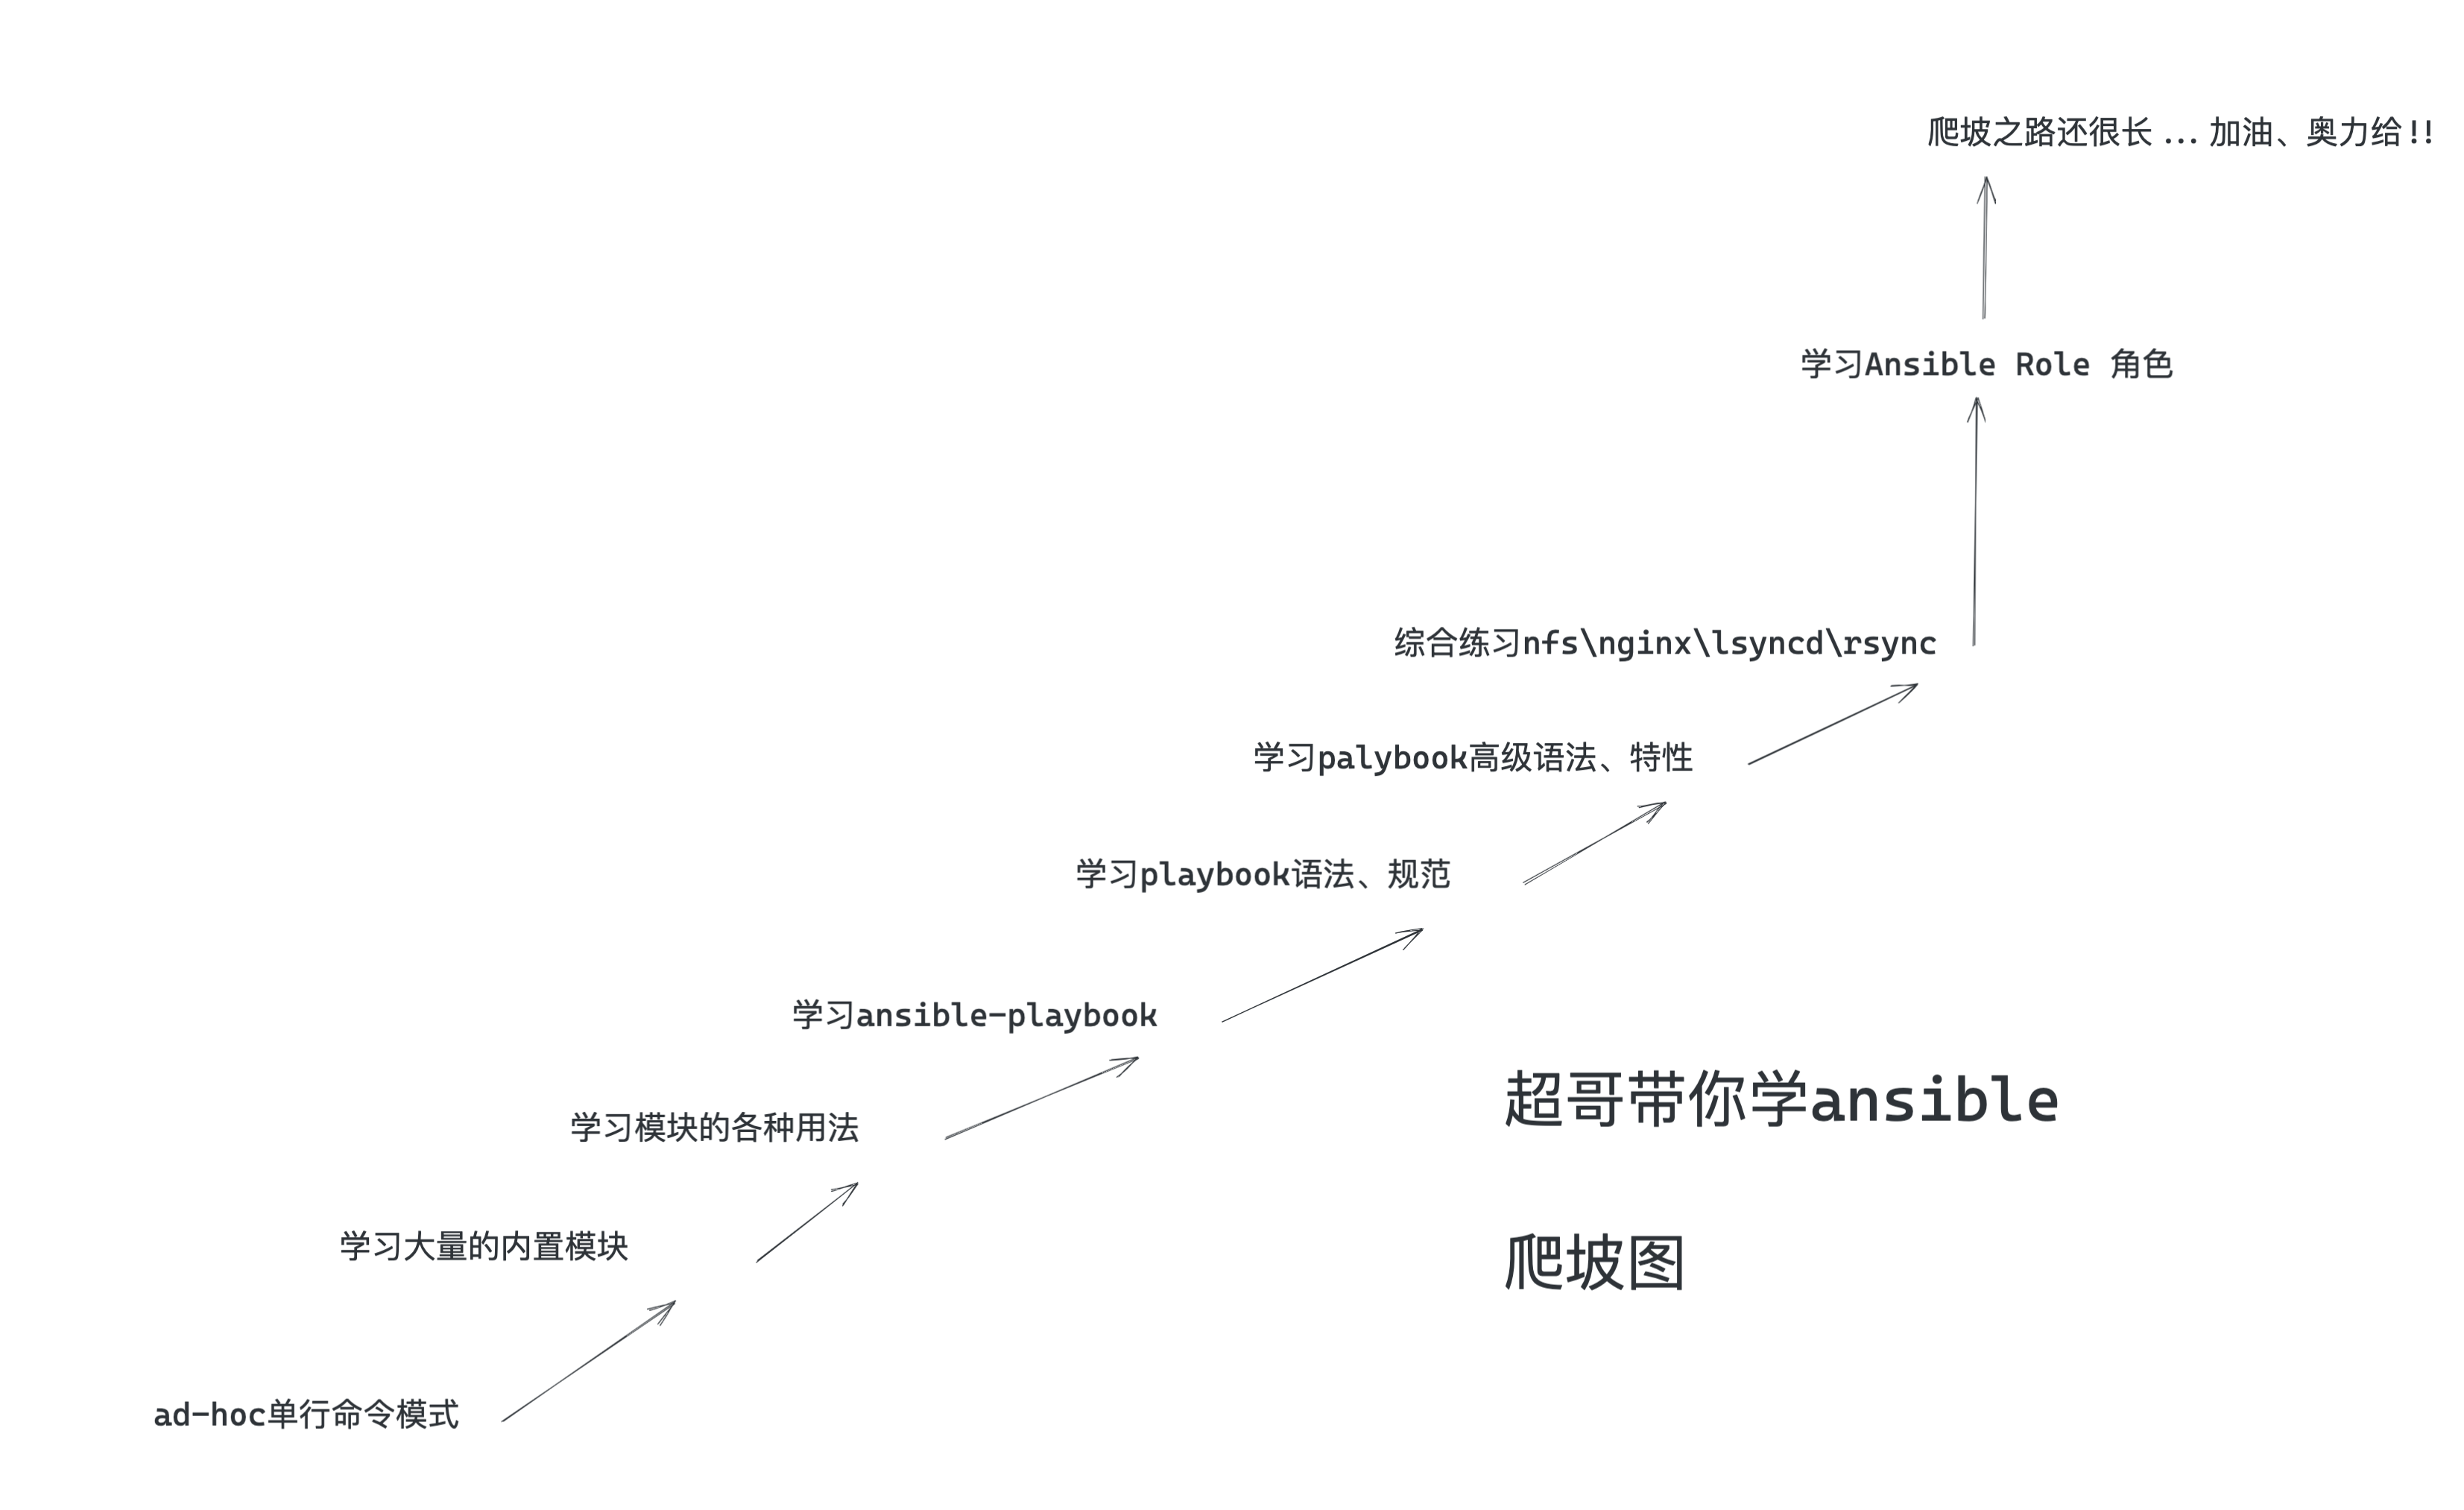 爬坡之路还很长...加油、奥力给!!
学习Ansible Role 角色
综合练习nfs\nginx\lsyncd\rsync
学习palybook高级语法、特性
学习playbook语法、规范
学习ansible-playbook
超哥带你学ansible
学习模块的各种用法
学习大量的内置模块
爬坡图
ad-hoc单行命令模式